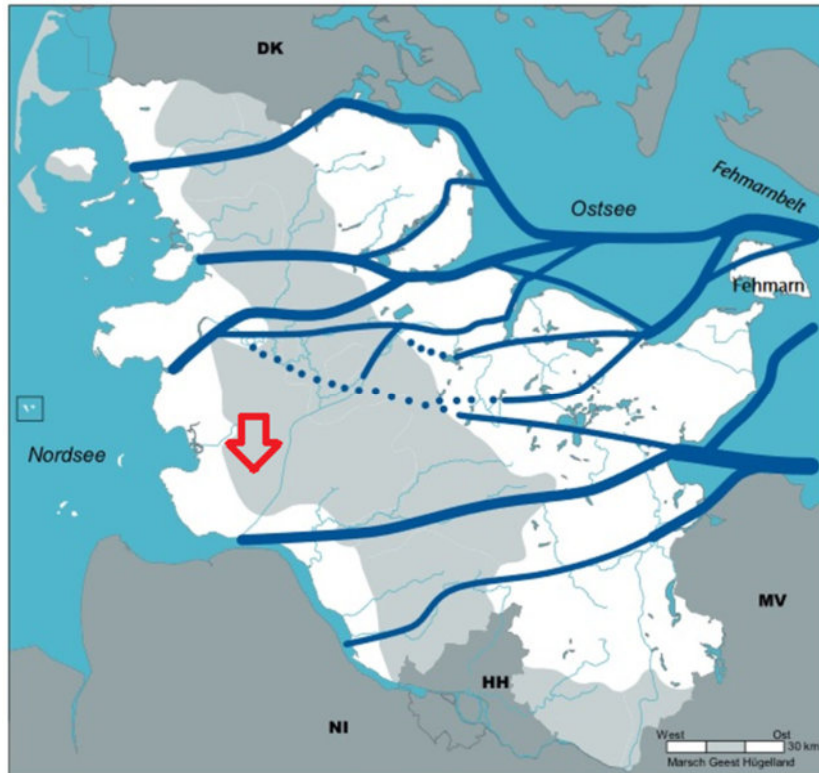 DK
Fehmarnbelt
Ostsee
Fehmarn
Nordsee
MV
HH
NI
West Ost
30 km
Marsch Geest Hügelland